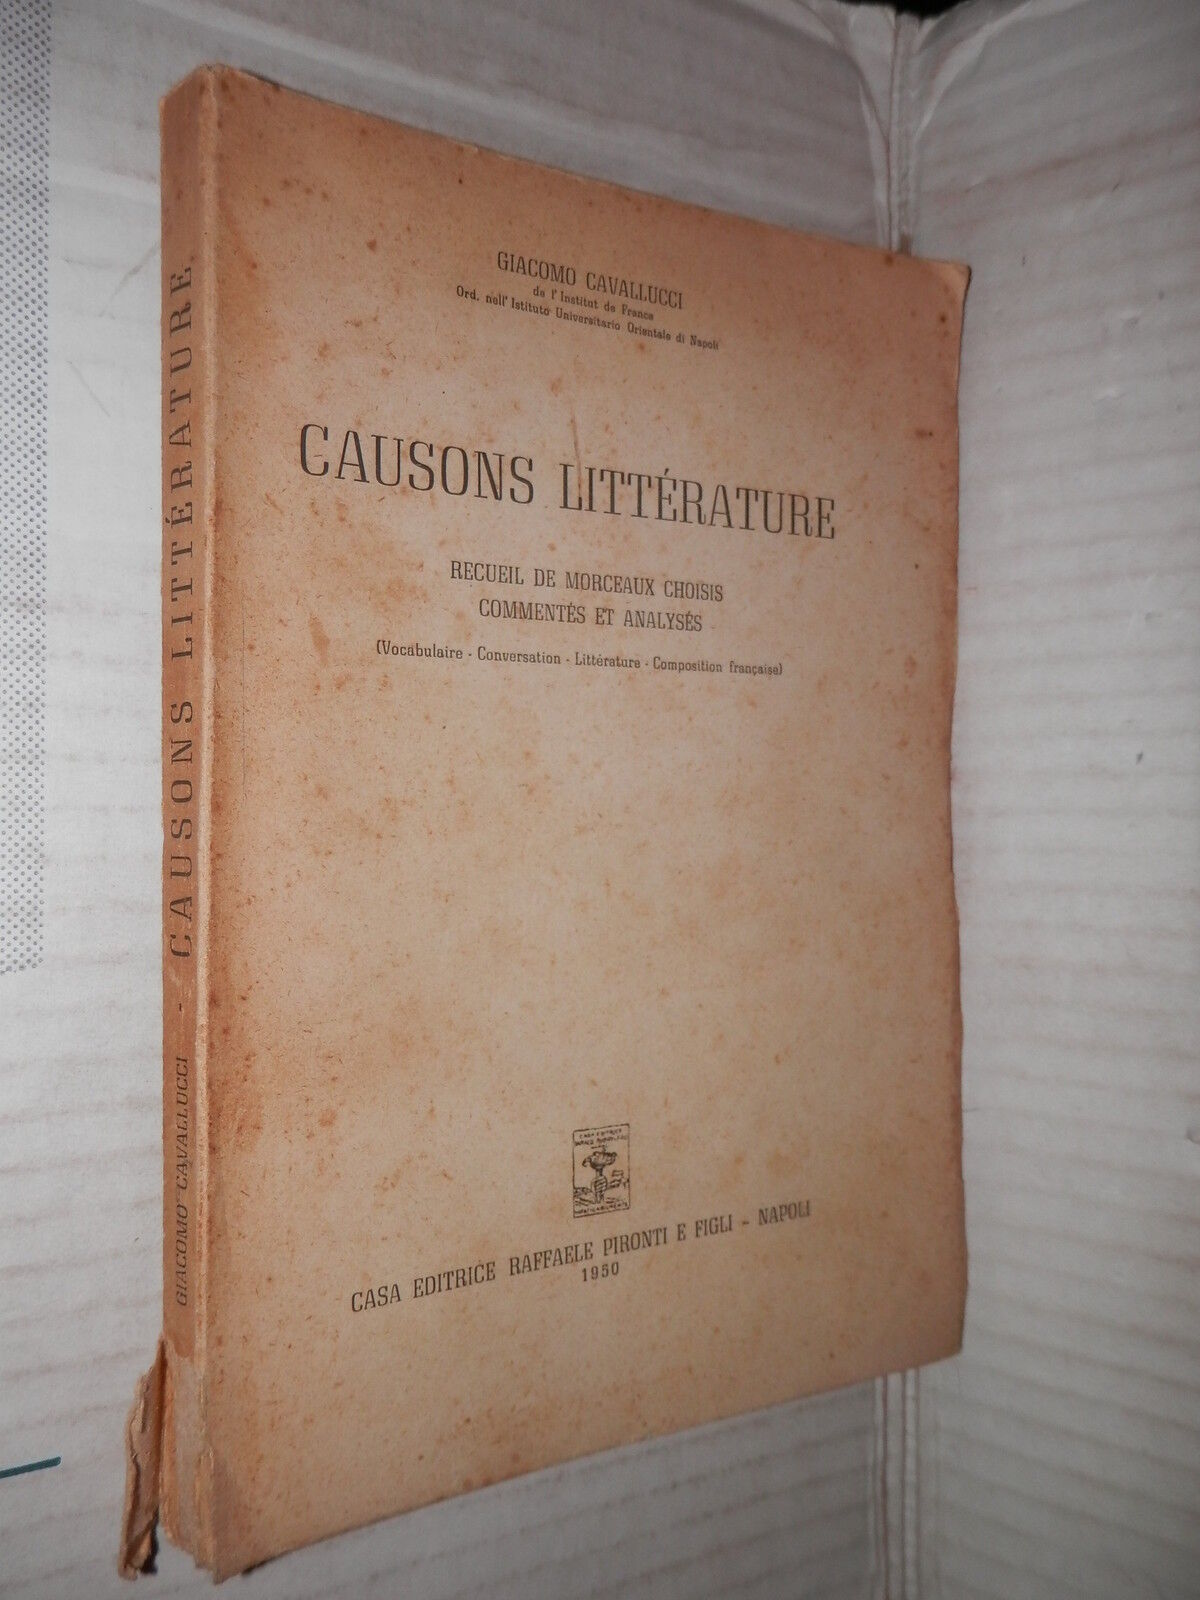 GIACOMO CAVALLUCCI
de l'Institut de France
Ord. nell'Istituto Universitario Orientale di Napoli
CAUSONS LITTÉRATURE
RECUEIL DE MORCEAUX CHOISIS
COMMENTÉS ET ANALYSÉS
(Vocabulaire - Conversation - Littérature - Composition française)
CASA EDITRICE
CASA EDITRICE RAFFAELE PIRONTI E FIGLI - NAPOLI
1950
GIACOMO CAVALLUCCI - CAUSONS LITTÉRATURE